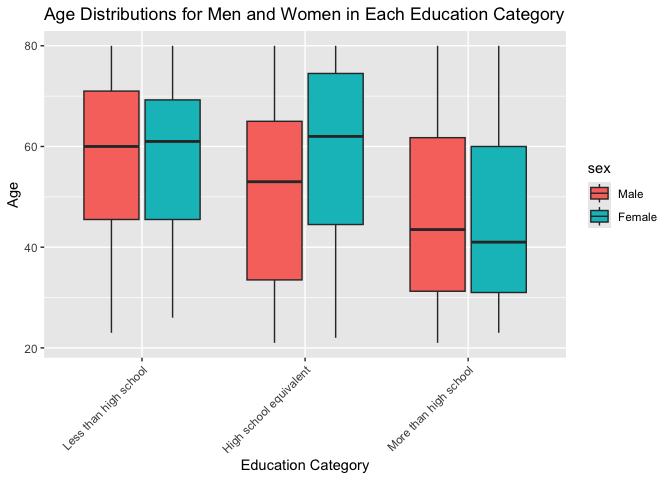 Age Distributions for Men and Women in Each Education Category
80
60
40
20
Age
Less than high school
High school equivalent
More than high school
Education Category
sex
Male
Female